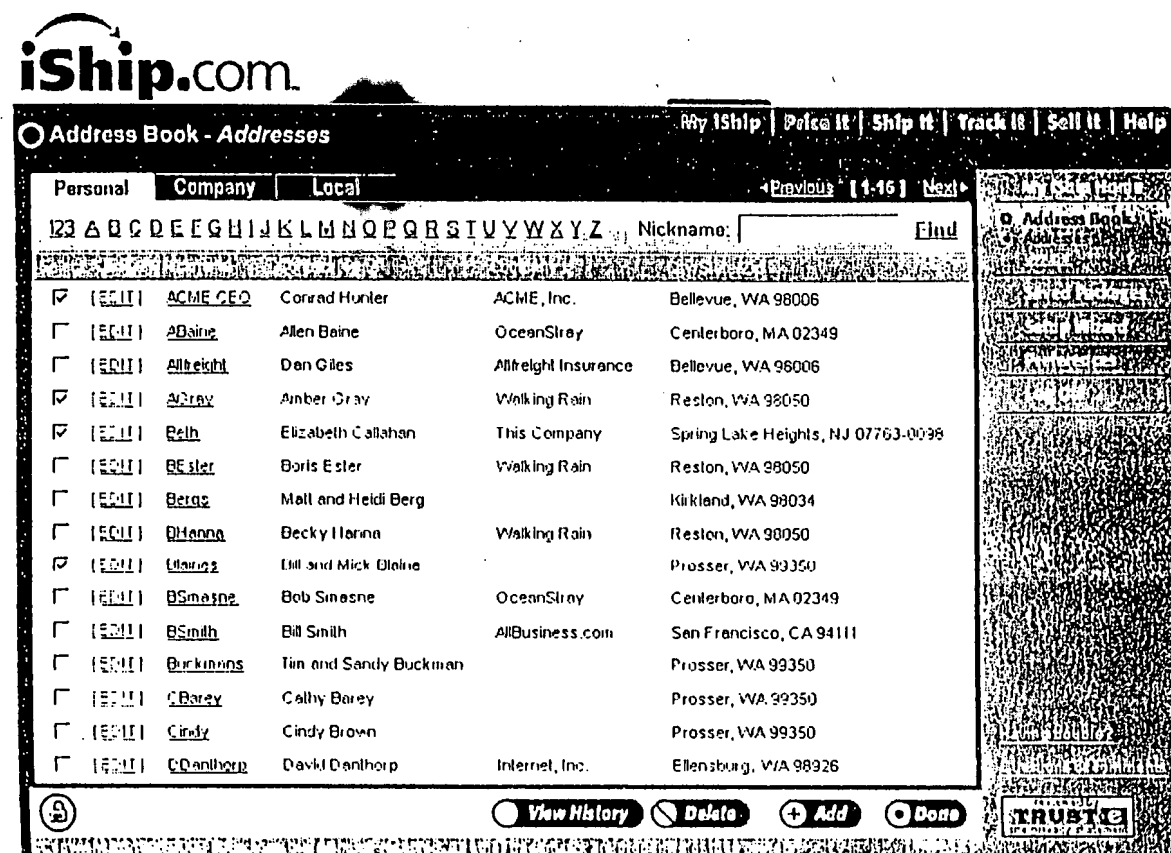 iShip.com
Address Book - Addresses
My iShip | Price It | Ship It | Track It | Sell It | Help
Personal Company Local Previous [1-16] Next
123 A B C D E F G H I J K L M N O P Q R S T U V W X Y Z Nickname: Find
[EDIT] ACME CEO Conrad Hunter ACME, Inc. Bellevue, WA 98006
[EDIT] ABaine Allen Baine OceanStray Centerboro, MA 02349
[EDIT] Allfreight Dan Giles Allfreight Insurance Bellevue, WA 98006
[EDIT] AGray Amber Gray Walking Rain Reston, WA 98050
[EDIT] Beth Elizabeth Callahan This Company Spring Lake Heights, NJ 07763-0098
[EDIT] BEster Boris Ester Walking Rain Reston, WA 98050
[EDIT] Bergs Matt and Heidi Berg Kirkland, WA 98034
[EDIT] BHanna Becky Hanna Walking Rain Reston, WA 98050
[EDIT] Blaines Bill and Mick Blaine Prosser, WA 99350
[EDIT] BSmasne Bob Smasne OceanStray Centerboro, MA 02349
[EDIT] BSmith Bill Smith AllBusiness.com San Francisco, CA 94111
[EDIT] Buckmans Tim and Sandy Buckman Prosser, WA 99350
[EDIT] CBarey Cathy Barey Prosser, WA 99350
[EDIT] Cindy Cindy Brown Prosser, WA 99350
[EDIT] DDanthorp David Danthorp Internet, Inc. Ellensburg, WA 98926
My iShip Home
Address Book
Addresses
Preferences
View History Delete Add Done
TRUSTe